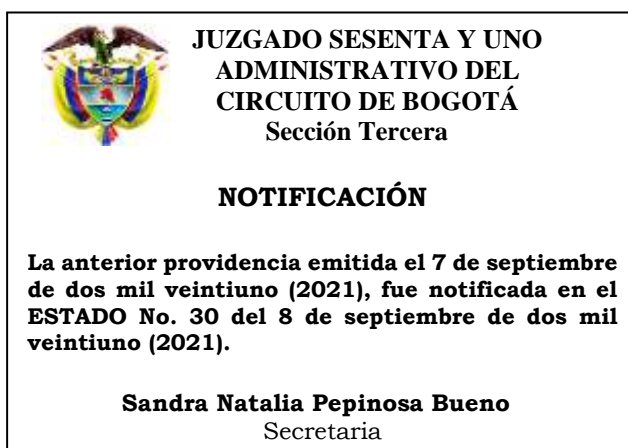 JUZGADO SESENTA Y UNO
ADMINISTRATIVO DEL
CIRCUITO DE BOGOTÁ
Sección Tercera
NOTIFICACIÓN
La anterior providencia emitida el 7 de septiembre
de dos mil veintiuno (2021), fue notificada en el
ESTADO No. 30 del 8 de septiembre de dos mil
veintiuno (2021).
Sandra Natalia Pepinosa Bueno
Secretaria